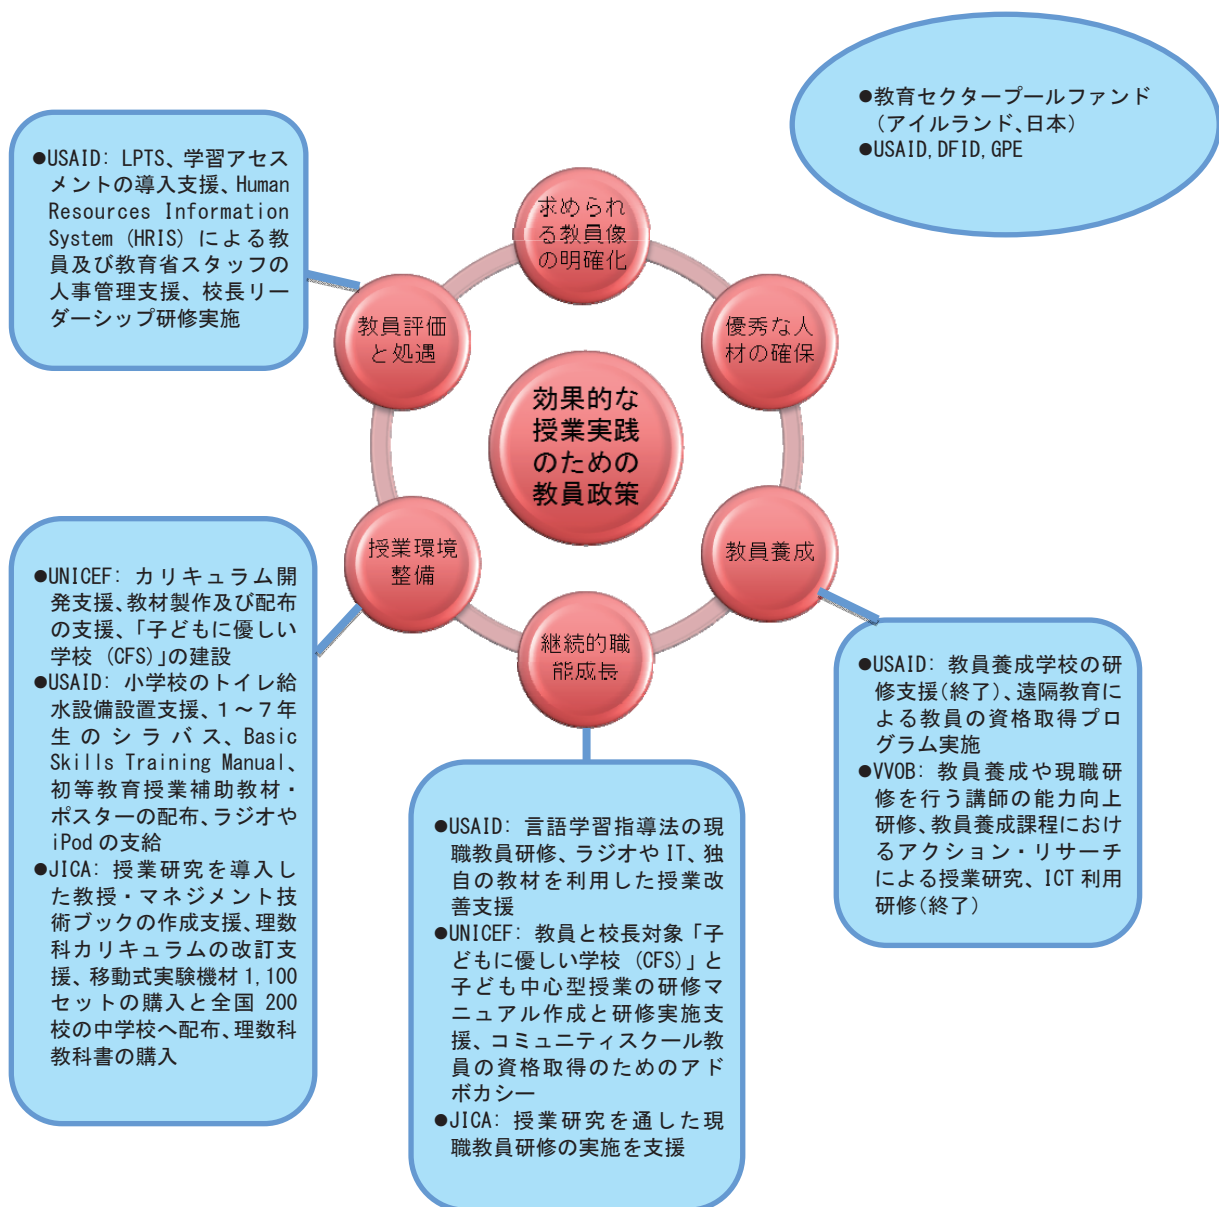 ●教育セクタープールファンド
（アイルランド、日本）
●USAID, DFID, GPE
●USAID: LPTS、学習アセス
メントの導入支援、Human
Resources Information
System (HRIS) による教
員及び教育省スタッフの
人事管理支援、校長リー
ダーシップ研修実施
求められ
る教員像
の明確化
教員評価
と処遇
優秀な人
材の確保
効果的な
授業実践
のための
教員政策
授業環境
整備
教員養成
継続的職
能成長
●UNICEF: カリキュラム開
発支援、教材製作及び配布
の支援、「子どもに優しい
学校 (CFS)」の建設
●USAID: 小学校のトイレ給
水設備設置支援、１～７年
生のシラバス、Basic
Skills Training Manual、
初等教育授業補助教材・
ポスターの配布、ラジオや
iPod の支給
●JICA: 授業研究を導入し
た教授・マネジメント技
術ブックの作成支援、理数
科カリキュラムの改訂支
援、移動式実験機材 1,100
セットの購入と全国 200
校の中学校へ配布、理数科
教科書の購入
●USAID: 言語学習指導法の現
職教員研修、ラジオや IT、独
自の教材を利用した授業改
善支援
●UNICEF: 教員と校長対象「子
どもに優しい学校 (CFS)」と
子ども中心型授業の研修マ
ニュアル作成と研修実施支
援、コミュニティスクール教
員の資格取得のためのアド
ボカシー
●JICA: 授業研究を通した現
職教員研修の実施を支援
●USAID: 教員養成学校の研
修支援(終了)、遠隔教育に
よる教員の資格取得プロ
グラム実施
●VVOB: 教員養成や現職研
修を行う講師の能力向上
研修、教員養成課程におけ
るアクション・リサーチ
による授業研究、ICT 利用
研修(終了)